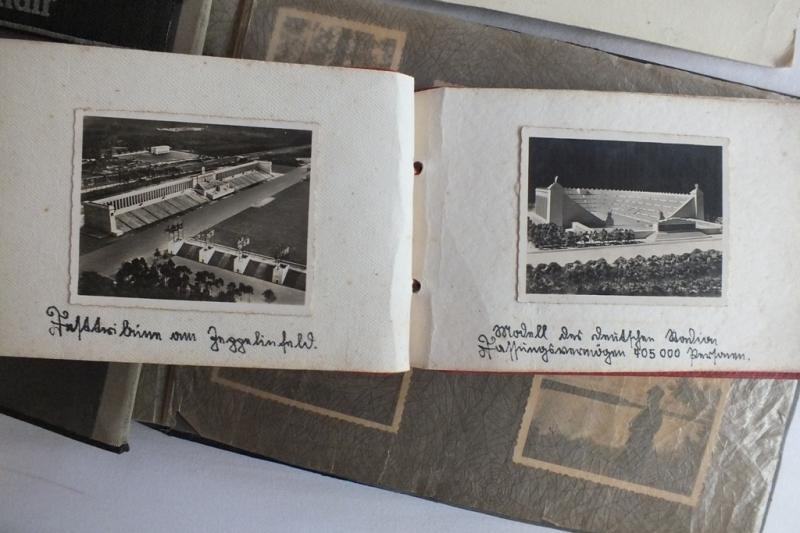 Festtribüne am Zeppelinfeld.
Modell des deutschen Stadion
Fassungsvermögen 405 000 Personen.